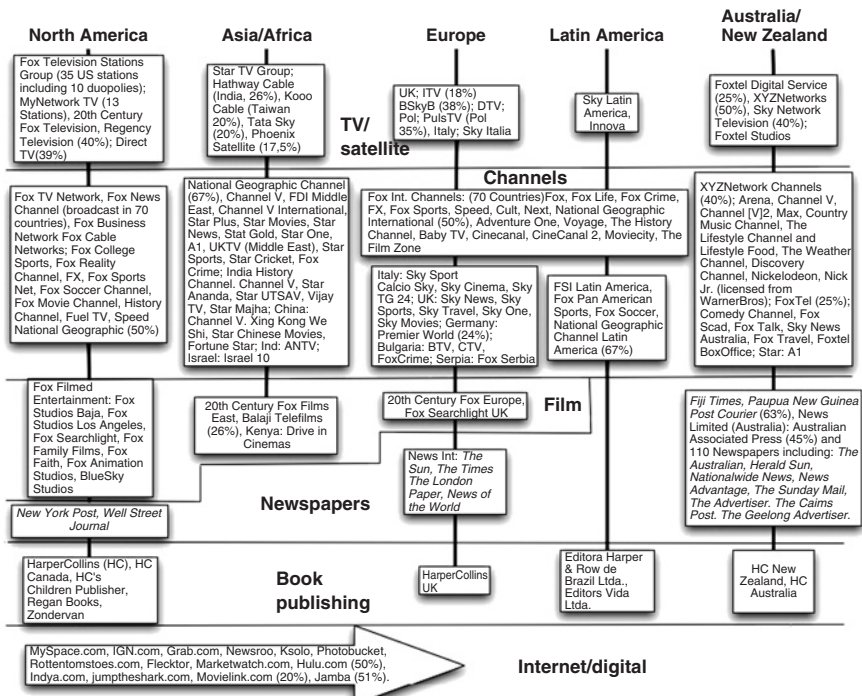 North America
Asia/Africa
Europe
Latin America
Australia/
New Zealand
Fox Television Stations
Group (35 US stations
including 10 duopolies);
MyNetwork TV (13
Stations), 20th Century
Fox Television, Regency
Television (40%); Direct
TV(39%)
Star TV Group;
Hathway Cable
(India, 26%), Kooo
Cable (Taiwan
20%), Tata Sky
(20%), Phoenix
Satellite (17,5%)
TV/
satellite
UK; ITV (18%)
BSkyB (38%); DTV;
Pol; PulsTV (Pol
35%), Italy; Sky Italia
Sky Latin
America,
Innova
Foxtel Digital Service
(25%), XYZNetworks
(50%), Sky Network
Television (40%);
Foxtel Studios
Channels
Fox TV Network, Fox News
Channel (broadcast in 70
countries), Fox Business
Network Fox Cable
Networks; Fox College
Sports, Fox Reality
Channel, FX, Fox Sports
Net, Fox Soccer Channel,
Fox Movie Channel, History
Channel, Fuel TV, Speed
National Geographic (50%)
National Geographic Channel
(67%), Channel V, FDI Middle
East, Channel V International,
Star Plus, Star Movies, Star
News, Stat Gold, Star One,
A1, UKTV (Middle East), Star
Sports, Star Cricket, Fox
Crime; India History
Channel. Channel V, Star
Ananda, Star UTSAV, Vijay
TV, Star Majha; China:
Channel V. Xing Kong We
Shi, Star Chinese Movies,
Fortune Star; Ind: ANTV;
Israel: Israel 10
Fox Int. Channels: (70 Countries)Fox, Fox Life, Fox Crime,
FX, Fox Sports, Speed, Cult, Next, National Geographic
International (50%), Adventure One, Voyage, The History
Channel, Baby TV, Cinecanal, CineCanal 2, Moviecity, The
Film Zone
Italy: Sky Sport
Calcio Sky, Sky Cinema, Sky
TG 24; UK: Sky News, Sky
Sports, Sky Travel, Sky One,
Sky Movies; Germany:
Premier World (24%);
Bulgaria: BTV, CTV,
FoxCrime; Serpia: Fox Serbia
FSI Latin America,
Fox Pan American
Sports, Fox Soccer,
National Geographic
Channel Latin
America (67%)
XYZNetwork Channels
(40%); Arena, Channel V,
Channel [V]2, Max, Country
Music Channel, The
Lifestyle Channel and
Lifestyle Food, The Weather
Channel, Discovery
Channel, Nickelodeon, Nick
Jr. (licensed from
WarnerBros); FoxTel (25%);
Comedy Channel, Fox
Scad, Fox Talk, Sky News
Australia, Fox Travel, Foxtel
BoxOffice; Star: A1
Fox Filmed
Entertainment: Fox
Studios Baja, Fox
Studios Los Angeles,
Fox Searchlight, Fox
Family Films, Fox
Faith, Fox Animation
Studios, BlueSky
Studios
20th Century Fox Films
East, Balaji Telefilms
(26%), Kenya: Drive in
Cinemas
20th Century Fox Europe,
Fox Searchlight UK
Film
Fiji Times, Paupua New Guinea
Post Courier (63%), News
Limited (Australia): Australian
Associated Press (45%) and
110 Newspapers including: The
Australian, Herald Sun,
Nationalwide News, News
Advantage, The Sunday Mail,
The Advertiser. The Caims
Post. The Geelong Advertiser.
New York Post, Well Street
Journal
Newspapers
News Int: The
Sun, The Times
The London
Paper, News of
the World
HarperCollins (HC), HC
Canada, HC's
Children Publisher,
Regan Books,
Zondervan
Book
publishing
HarperCollins
UK
Editora Harper
& Row de
Brazil Ltda.,
Editors Vida
Ltda.
HC New
Zealand, HC
Australia
MySpace.com, IGN.com, Grab.com, Newsroo, Ksolo, Photobucket,
Rottentomstoes.com, Flecktor, Marketwatch.com, Hulu.com (50%),
Indya.com, jumptheshark.com, Movielink.com (20%), Jamba (51%).
Internet/digital